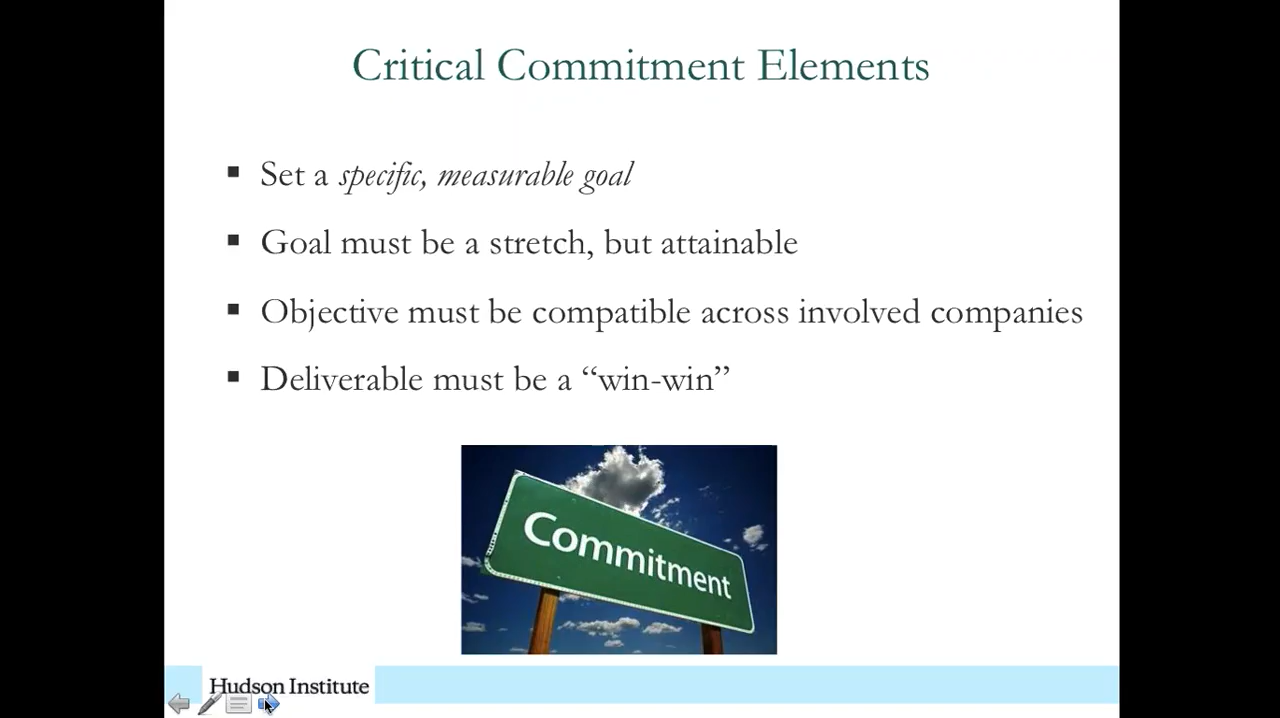 Critical Commitment Elements
Set a specific, measurable goal
Goal must be a stretch, but attainable
Objective must be compatible across involved companies
Deliverable must be a “win-win”
Commitment
Hudson Institute